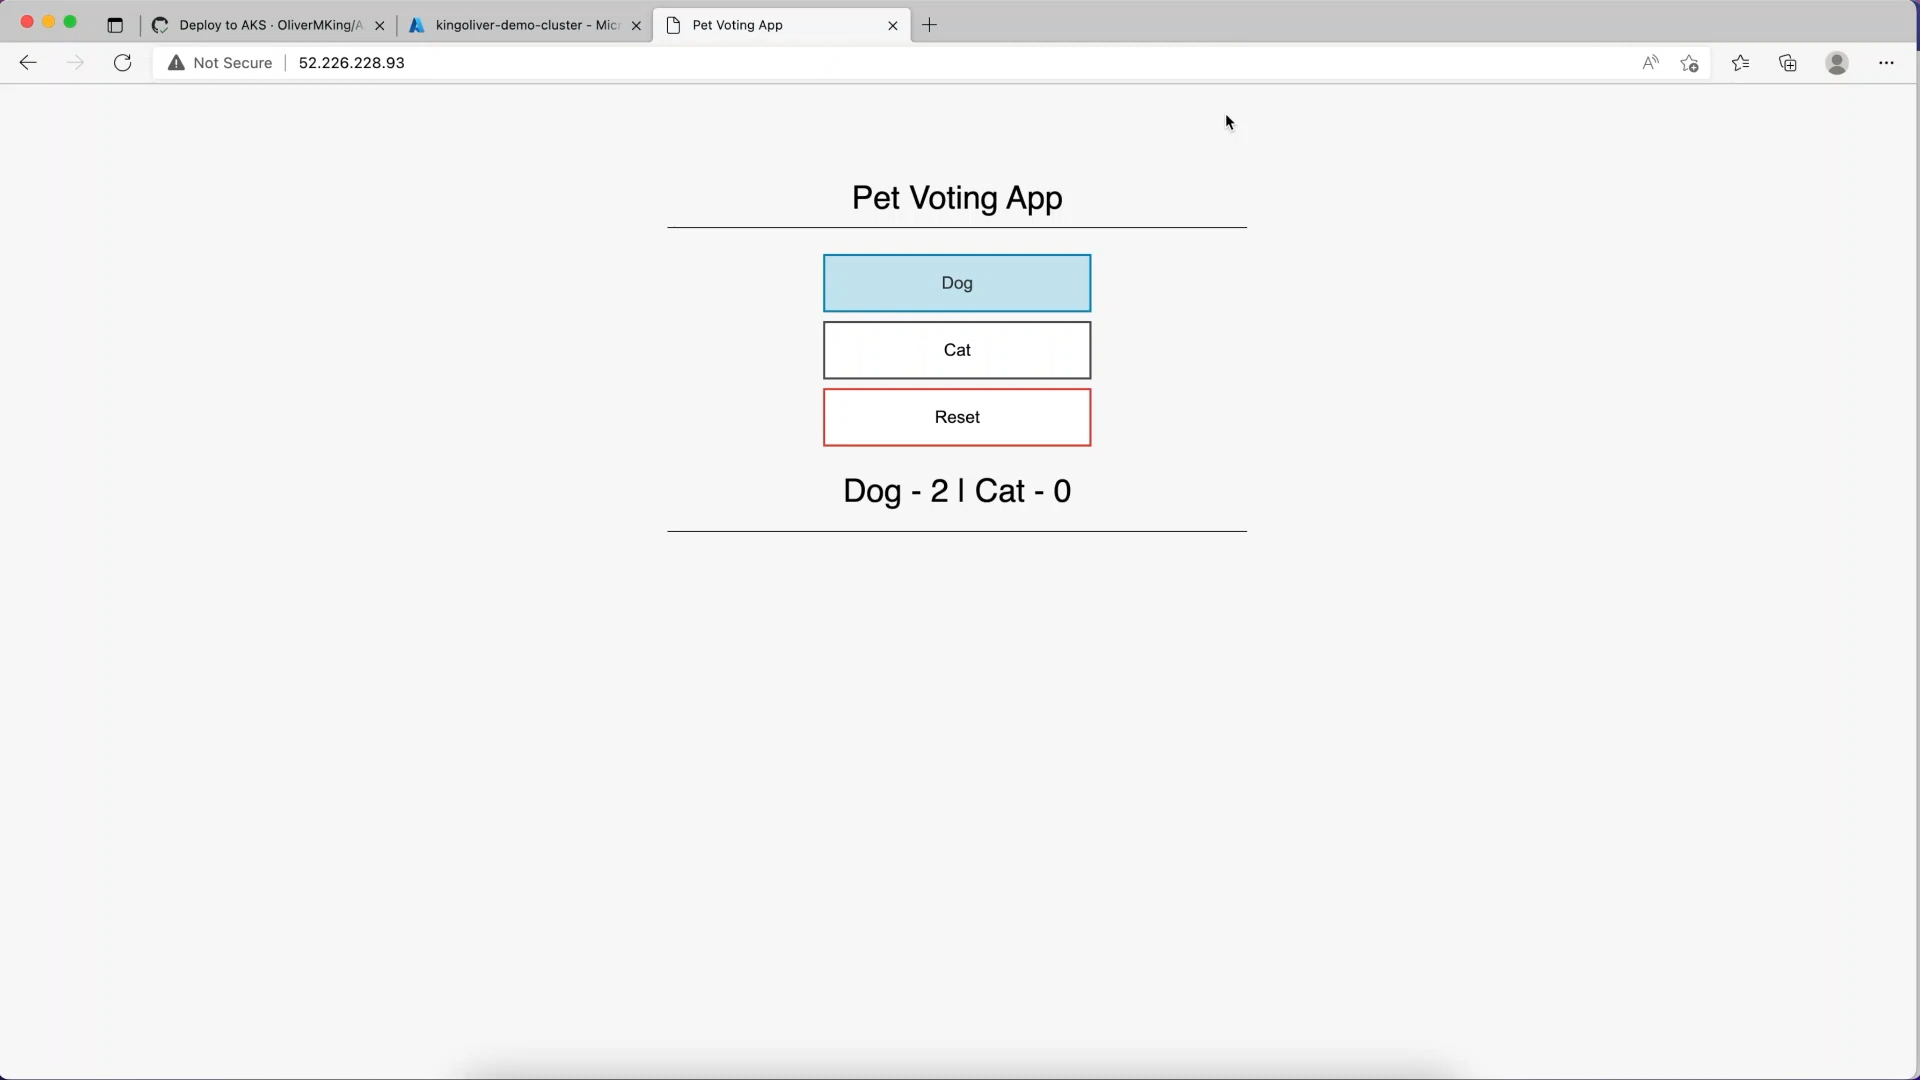 Deploy to AKS · OliverMKing/A
kingoliver-demo-cluster - Micr
Pet Voting App
Not Secure
52.226.228.93
Pet Voting App
Dog
Cat
Reset
Dog - 2 | Cat - 0